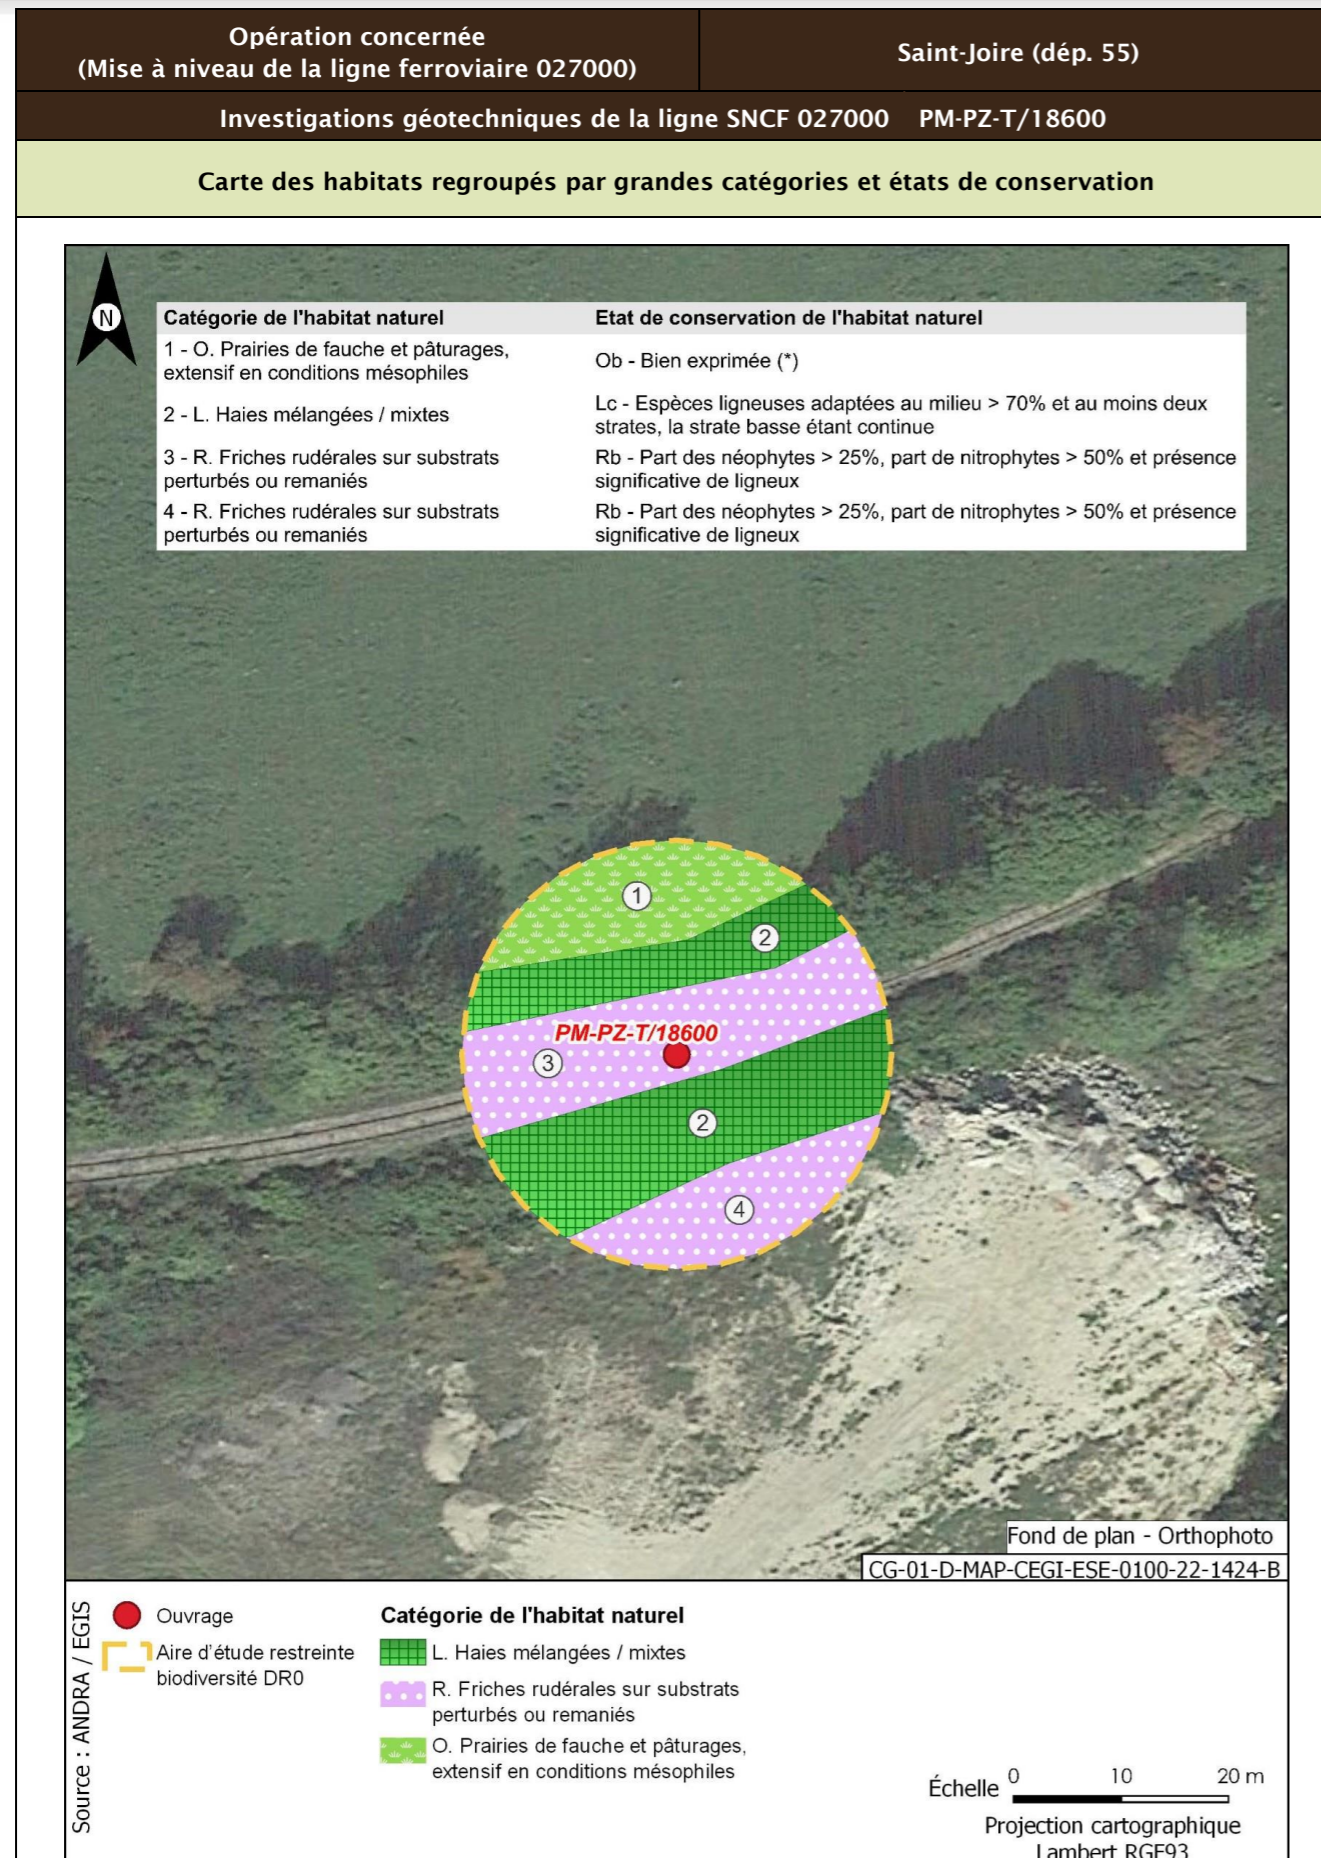 Opération concernée
(Mise à niveau de la ligne ferroviaire 027000)
Saint-Joire (dép. 55)
Investigations géotechniques de la ligne SNCF 027000 PM-PZ-T/18600
Carte des habitats regroupés par grandes catégories et états de conservation
N
Catégorie de l'habitat naturel
Etat de conservation de l'habitat naturel
1 - O. Prairies de fauche et pâturages,
extensif en conditions mésophiles
Ob - Bien exprimée (*)
2 - L. Haies mélangées / mixtes
Lc - Espèces ligneuses adaptées au milieu > 70% et au moins deux
strates, la strate basse étant continue
3 - R. Friches rudérales sur substrats
perturbés ou remaniés
Rb - Part des néophytes > 25%, part de nitrophytes > 50% et présence
significative de ligneux
4 - R. Friches rudérales sur substrats
perturbés ou remaniés
Rb - Part des néophytes > 25%, part de nitrophytes > 50% et présence
significative de ligneux
1
2
PM-PZ-T/18600
3
2
4
Fond de plan - Orthophoto
CG-01-D-MAP-CEGI-ESE-0100-22-1424-B
Source : ANDRA / EGIS
Ouvrage
Aire d'étude restreinte
biodiversité DR0
Catégorie de l'habitat naturel
L. Haies mélangées / mixtes
R. Friches rudérales sur substrats
perturbés ou remaniés
O. Prairies de fauche et pâturages,
extensif en conditions mésophiles
Échelle 0 10 20 m
Projection cartographique
Lambert RGF93